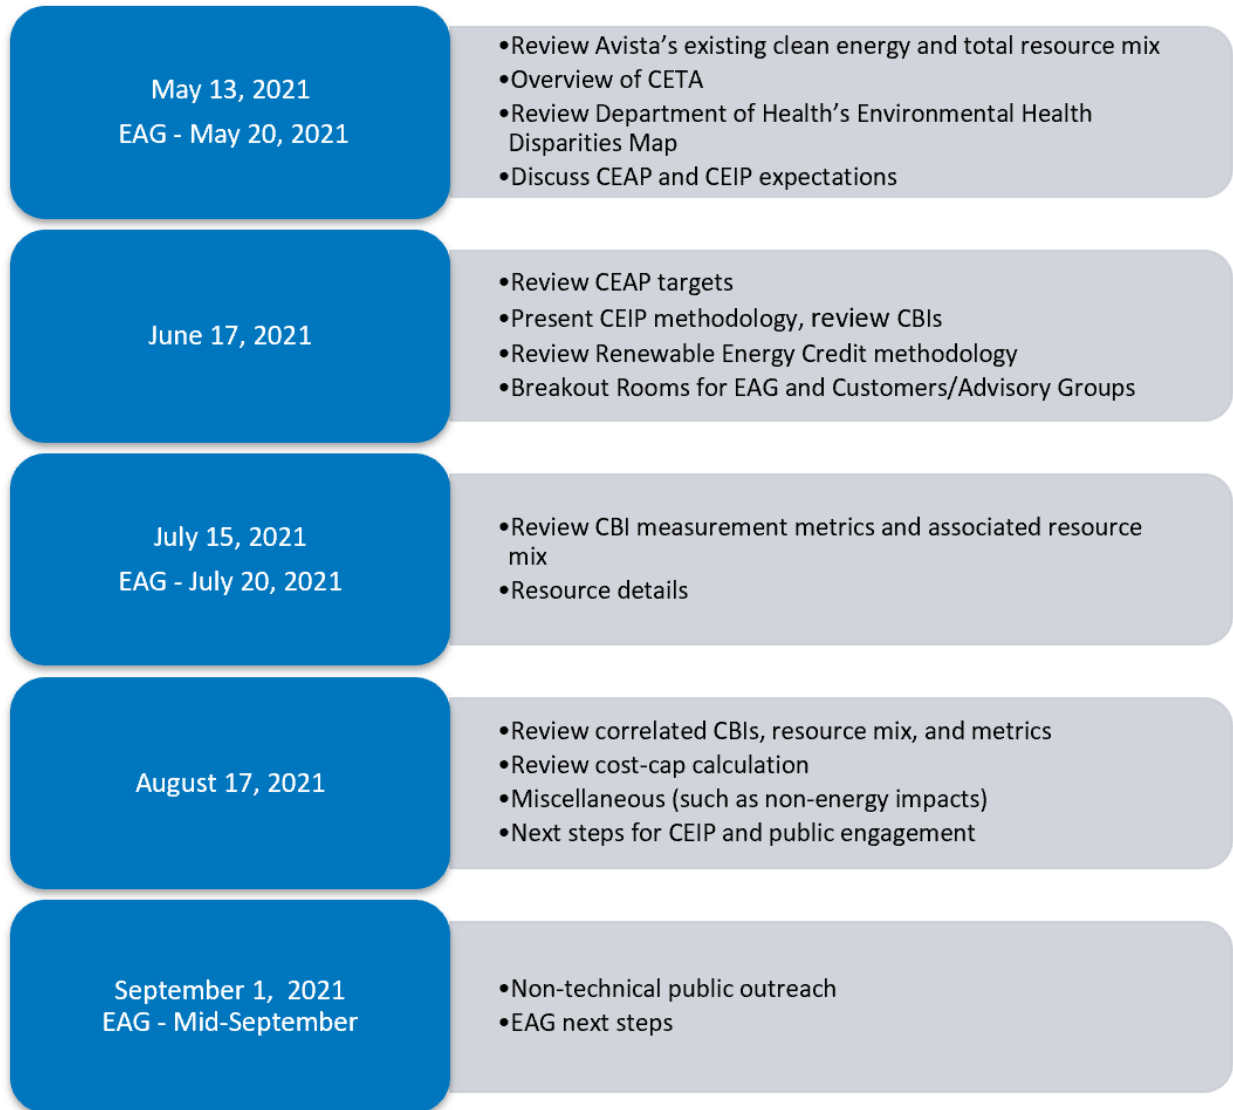 May 13, 2021
EAG - May 20, 2021
•Review Avista’s existing clean energy and total resource mix
•Overview of CETA
•Review Department of Health’s Environmental Health
Disparities Map
•Discuss CEAP and CEIP expectations
June 17, 2021
•Review CEAP targets
•Present CEIP methodology, review CBIs
•Review Renewable Energy Credit methodology
•Breakout Rooms for EAG and Customers/Advisory Groups
July 15, 2021
EAG - July 20, 2021
•Review CBI measurement metrics and associated resource
mix
•Resource details
August 17, 2021
•Review correlated CBIs, resource mix, and metrics
•Review cost-cap calculation
•Miscellaneous (such as non-energy impacts)
•Next steps for CEIP and public engagement
September 1,  2021
EAG - Mid-September
•Non-technical public outreach
•EAG next steps